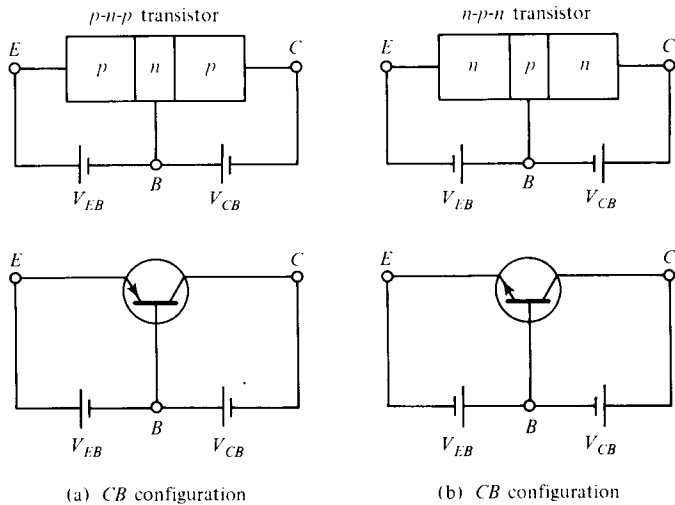 p-n-p transistor
n-p-n transistor
E
C
E
C
p n p
n p n
B
B
V_EB
V_CB
V_EB
V_CB
E
C
E
C
B
B
V_EB
V_CB
V_EB
V_CB
(a) CB configuration
(b) CB configuration